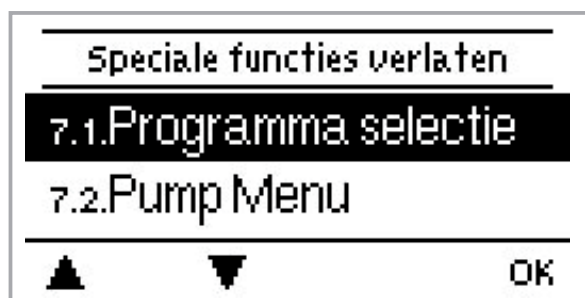 Speciale functies verlaten
7.1.Programma selectie
7.2.Pump Menu
OK